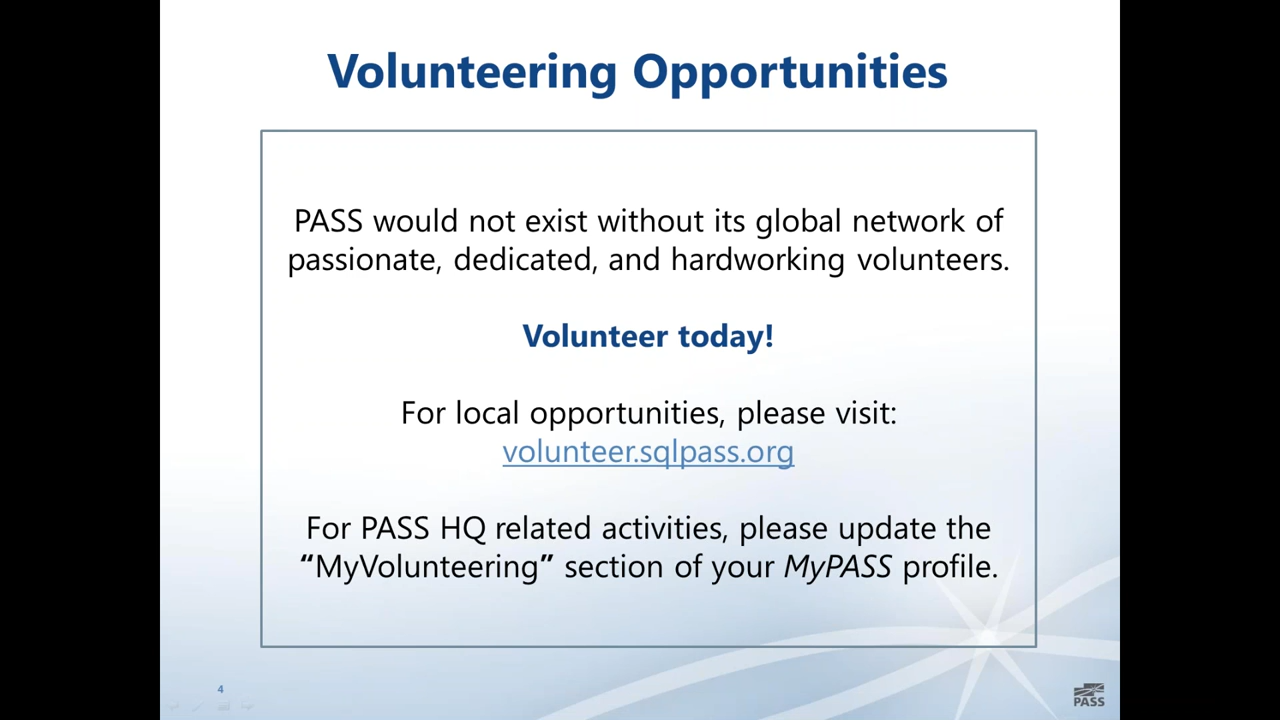 Volunteering Opportunities
PASS would not exist without its global network of
passionate, dedicated, and hardworking volunteers.
Volunteer today!
For local opportunities, please visit:
volunteer.sqlpass.org
For PASS HQ related activities, please update the
“MyVolunteering” section of your MyPASS profile.
4
PASS